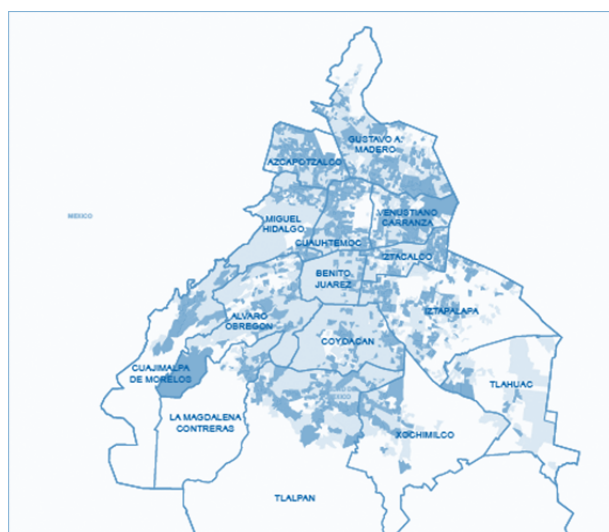 GUSTAVO A.
MADERO
AZCAPOTZALCO
MÉXICO
MIGUEL
HIDALGO
VENUSTIANO
CARRANZA
CUAUHTEMOC
IZTACALCO
BENITO
JUAREZ
IZTAPALAPA
ALVARO
OBREGON
COYOACAN
CUAJIMALPA
DE MORELOS
TLAHUAC
LA MAGDALENA
CONTRERAS
XOCHIMILCO
TLALPAN